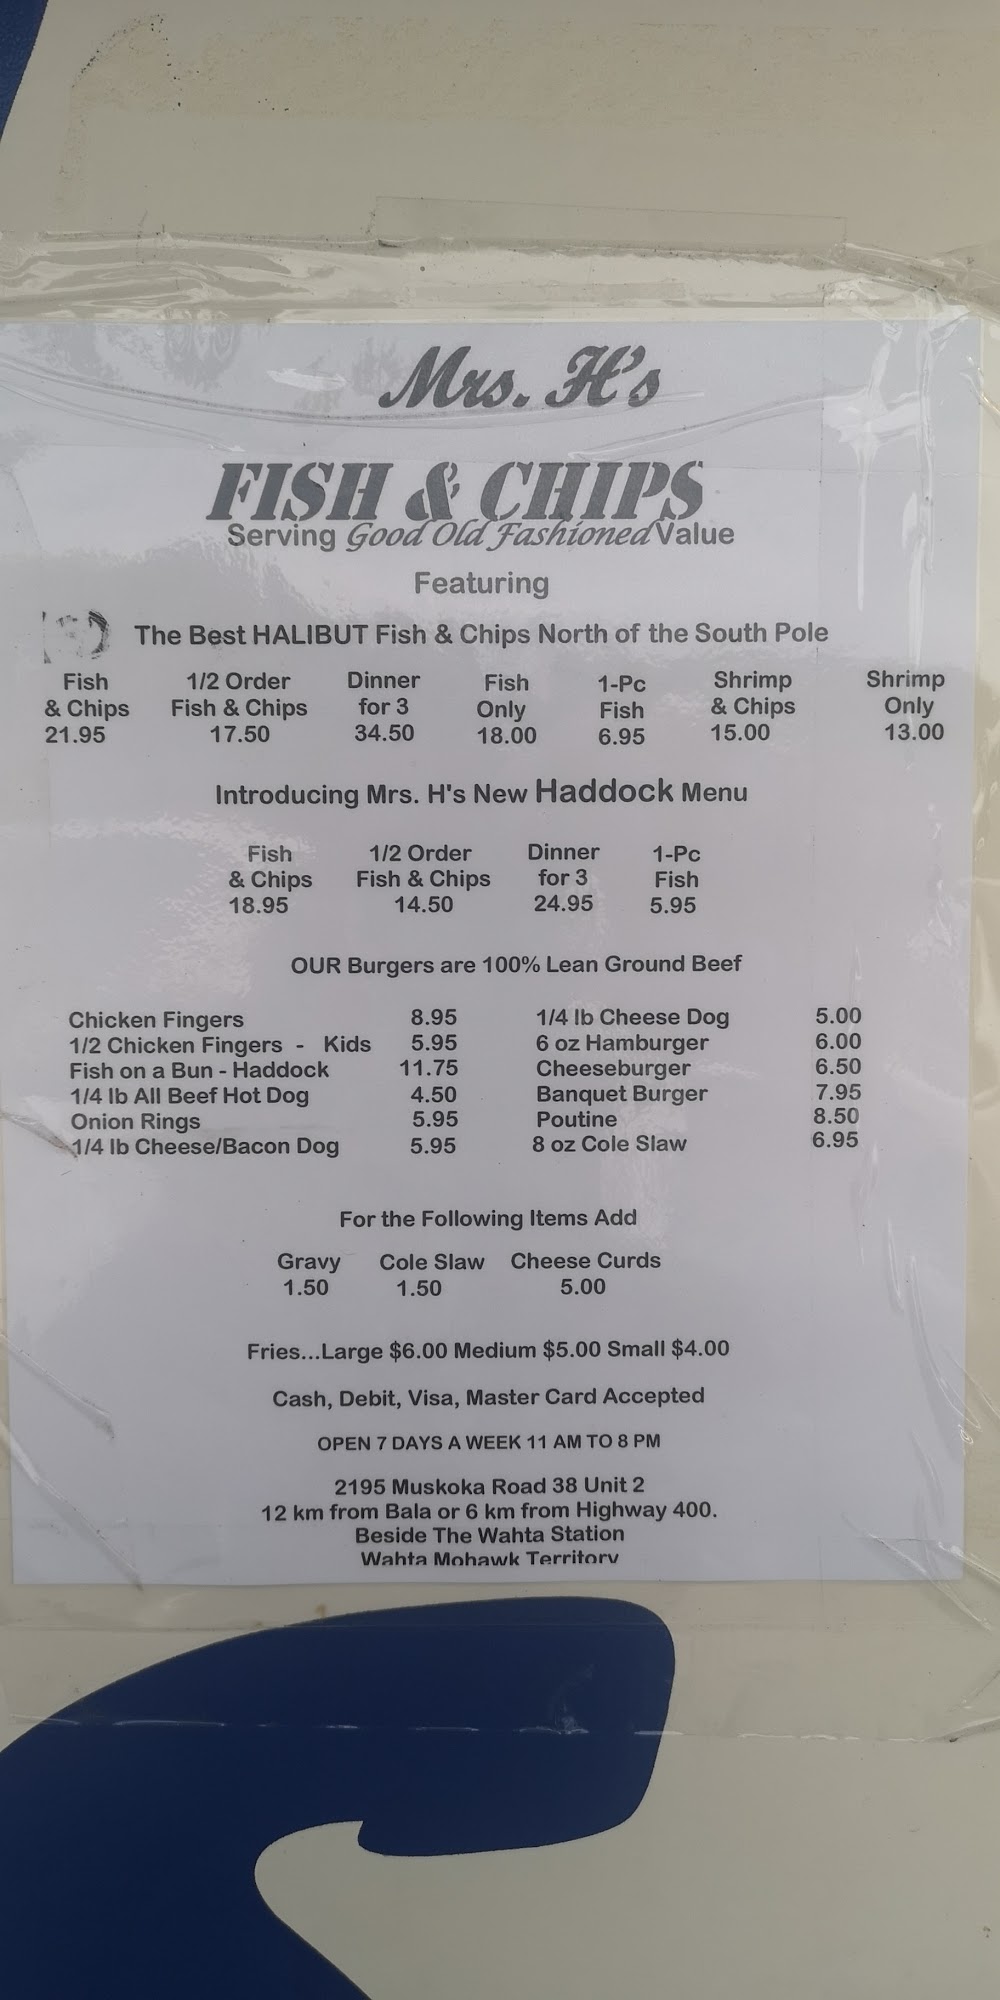 Mrs. H's
FISH & CHIPS
Serving Good Old Fashioned Value
Featuring
The Best HALIBUT Fish & Chips North of the South Pole
Fish & Chips 21.95
1/2 Order Fish & Chips 17.50
Dinner for 3 34.50
Fish Only 18.00
1-Pc Fish 6.95
Shrimp & Chips 15.00
Shrimp Only 13.00
Introducing Mrs. H's New Haddock Menu
Fish & Chips 18.95
1/2 Order Fish & Chips 14.50
Dinner for 3 24.95
1-Pc Fish 5.95
OUR Burgers are 100% Lean Ground Beef
Chicken Fingers 8.95
1/2 Chicken Fingers - Kids 5.95
Fish on a Bun - Haddock 11.75
1/4 lb All Beef Hot Dog 4.50
Onion Rings 5.95
1/4 lb Cheese/Bacon Dog 5.95
1/4 lb Cheese Dog 5.00
6 oz Hamburger 6.00
Cheeseburger 6.50
Banquet Burger 7.95
Poutine 8.50
8 oz Cole Slaw 6.95
For the Following Items Add
Gravy 1.50
Cole Slaw 1.50
Cheese Curds 5.00
Fries...Large $6.00 Medium $5.00 Small $4.00
Cash, Debit, Visa, Master Card Accepted
OPEN 7 DAYS A WEEK 11 AM TO 8 PM
2195 Muskoka Road 38 Unit 2
12 km from Bala or 6 km from Highway 400.
Beside The Wahta Station
Wahta Mohawk Territory